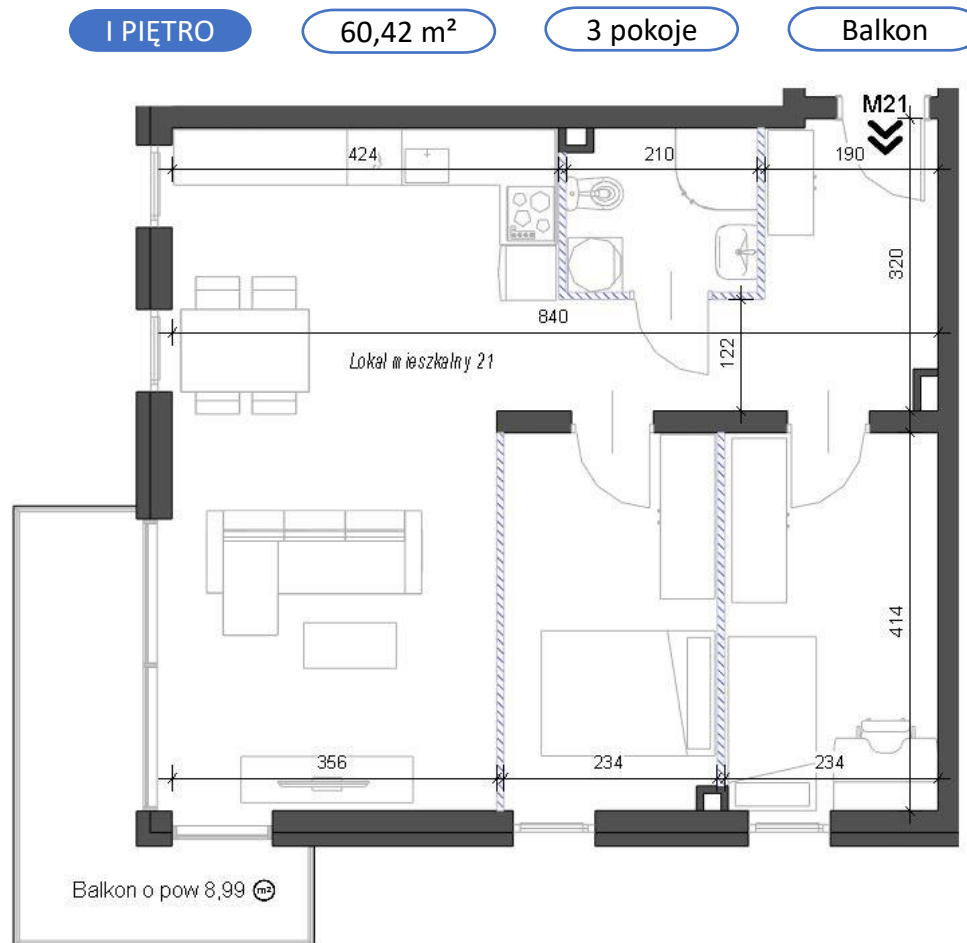 I PIĘTRO
60,42 m²
3 pokoje
Balkon
M21
424
210
190
320
840
122
Lokal mieszkalny 21
414
356
234
234
Balkon o pow 8,99 m²